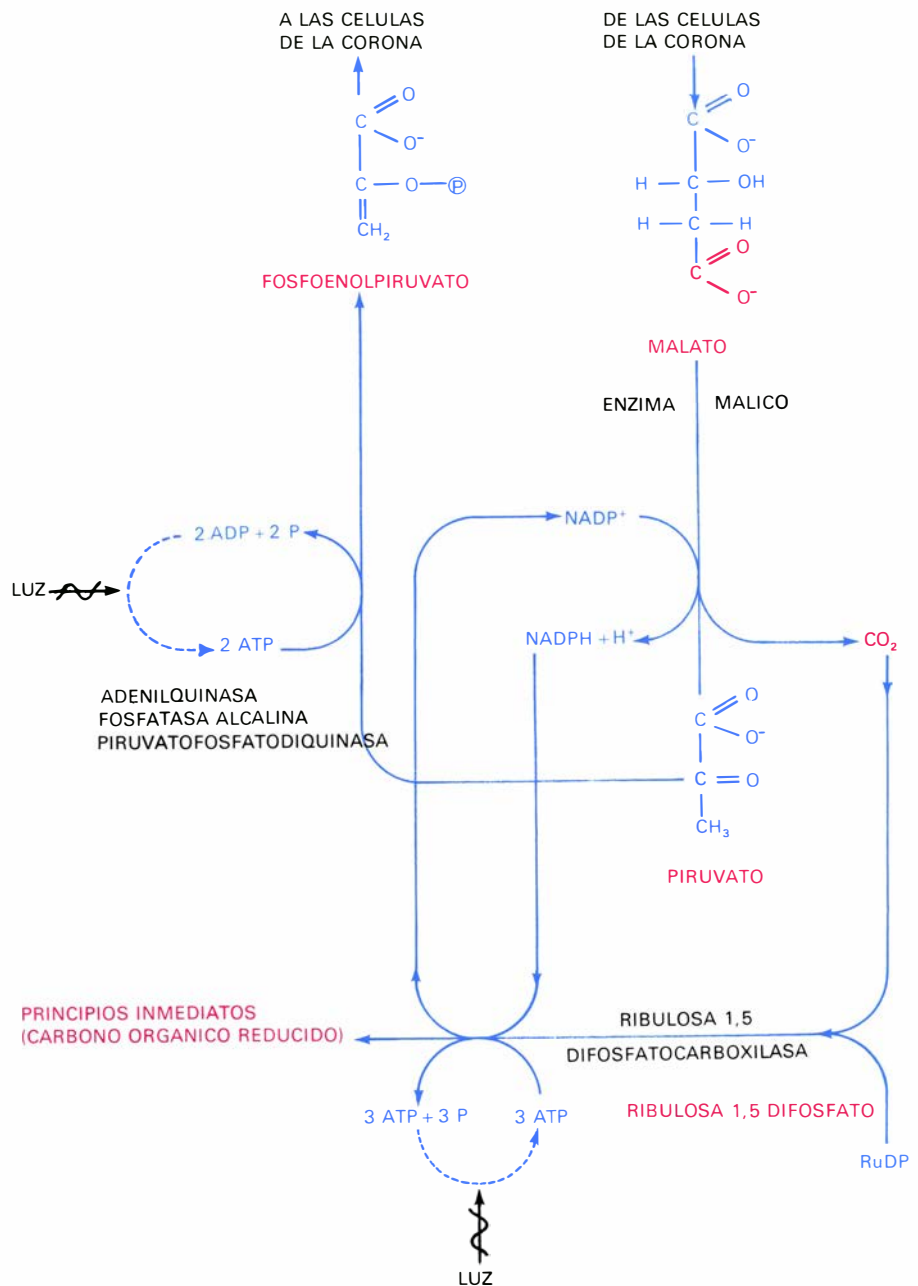 A LAS CELULAS
DE LA CORONA
DE LAS CELULAS
DE LA CORONA
C
O
O⁻
C — O — Ⓟ
CH₂
FOSFOENOLPIRUVATO
C
O
O⁻
H — C — OH
H — C — H
C
O
O⁻
MALATO
ENZIMA MALICO
2 ADP + 2 P
LUZ
2 ATP
NADP⁺
NADPH + H⁺
CO₂
ADENILQUINASA
FOSFATASA ALCALINA
PIRUVATOFOSFATODIQUINASA
C
O
O⁻
C = O
CH₃
PIRUVATO
PRINCIPIOS INMEDIATOS
(CARBONO ORGANICO REDUCIDO)
RIBULOSA 1,5
DIFOSFATOCARBOXILASA
3 ATP + 3 P
3 ATP
RIBULOSA 1,5 DIFOSFATO
RuDP
LUZ